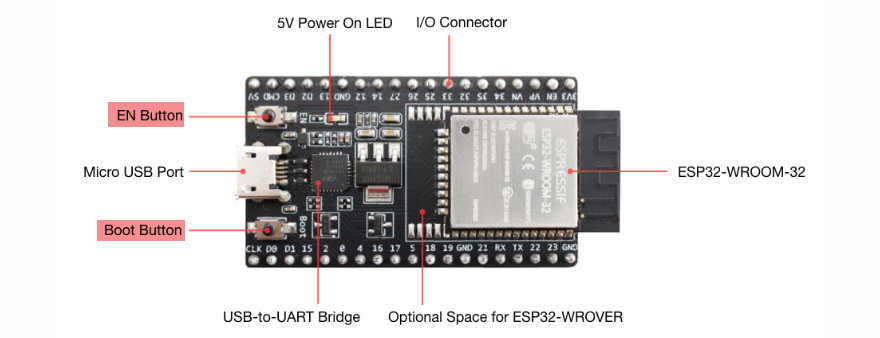 5V Power On LED
I/O Connector
5V CMD D3 D2 13 GND 12 14 27 26 25 33 32 35 34 VN VP EN 3V3
EN Button
EN
Micro USB Port
ESPRESSIF
ESP32-WROOM-32
ESP32-WROOM-32
Boot Button
Boot
CLK D0 D1 15 2 0 4 16 17 5 18 19 GND 21 RX TX 22 23 GND
USB-to-UART Bridge
Optional Space for ESP32-WROVER